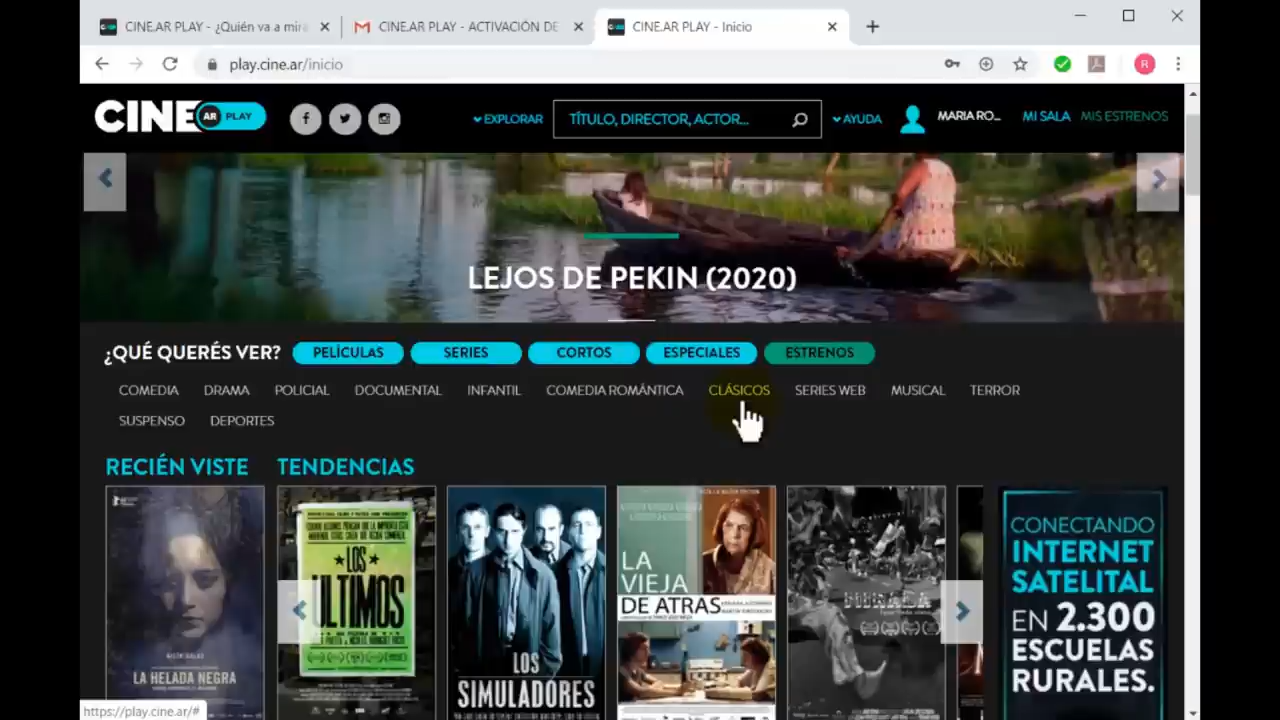 CINE.AR PLAY - ¿Quién va a mira
CINE.AR PLAY - ACTIVACIÓN DE
CINE.AR PLAY - Inicio
play.cine.ar/inicio
R
CINE AR PLAY
EXPLORAR
TÍTULO, DIRECTOR, ACTOR...
AYUDA
MARIA RO...
MI SALA
MIS ESTRENOS
LEJOS DE PEKIN (2020)
¿QUÉ QUERÉS VER?
PELÍCULAS
SERIES
CORTOS
ESPECIALES
ESTRENOS
COMEDIA
DRAMA
POLICIAL
DOCUMENTAL
INFANTIL
COMEDIA ROMÁNTICA
CLÁSICOS
SERIES WEB
MUSICAL
TERROR
SUSPENSO
DEPORTES
RECIÉN VISTE
TENDENCIAS
LA HELADA NEGRA
LOS
ULTIMOS
LOS
SIMULADORES
LA
VIEJA
DE ATRAS
CONECTANDO
INTERNET
SATELITAL
EN 2.300
ESCUELAS
RURALES.
https://play.cine.ar/#